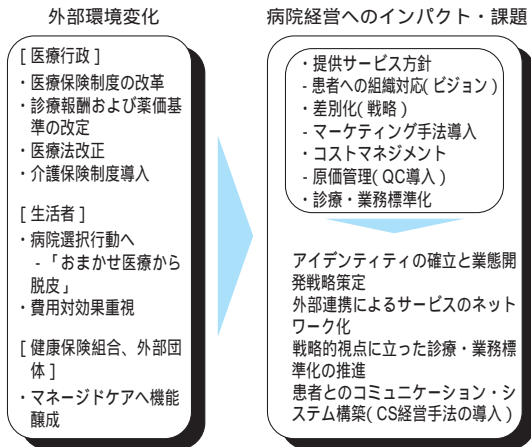 外部環境変化
[ 医療行政 ]
・医療保険制度の改革
・診療報酬および薬価基
準の改定
・医療法改正
・介護保険制度導入
[ 生活者 ]
・病院選択行動へ
- 「おまかせ医療から
脱皮」
・費用対効果重視
[ 健康保険組合、外部団
体 ]
・マネージドケアへ機能
醸成
病院経営へのインパクト・課題
・提供サービス方針
- 患者への組織対応( ビジョン )
・差別化( 戦略 )
- マーケティング手法導入
・コストマネジメント
- 原価管理( QC導入 )
・診療・業務標準化
アイデンティティの確立と業態開
発戦略策定
外部連携によるサービスのネット
ワーク化
戦略的視点に立った診療・業務標
準化の推進
患者とのコミュニケーション・シ
ステム構築( CS経営手法の導入 )